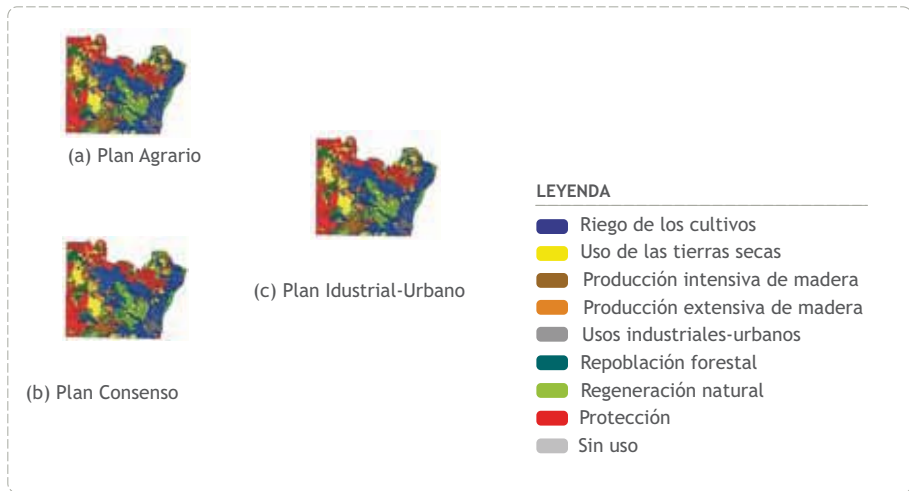 (a) Plan Agrario
(b) Plan Consenso
(c) Plan Idustrial-Urbano
LEYENDA
Riego de los cultivos
Uso de las tierras secas
Producción intensiva de madera
Producción extensiva de madera
Usos industriales-urbanos
Repoblación forestal
Regeneración natural
Protección
Sin uso